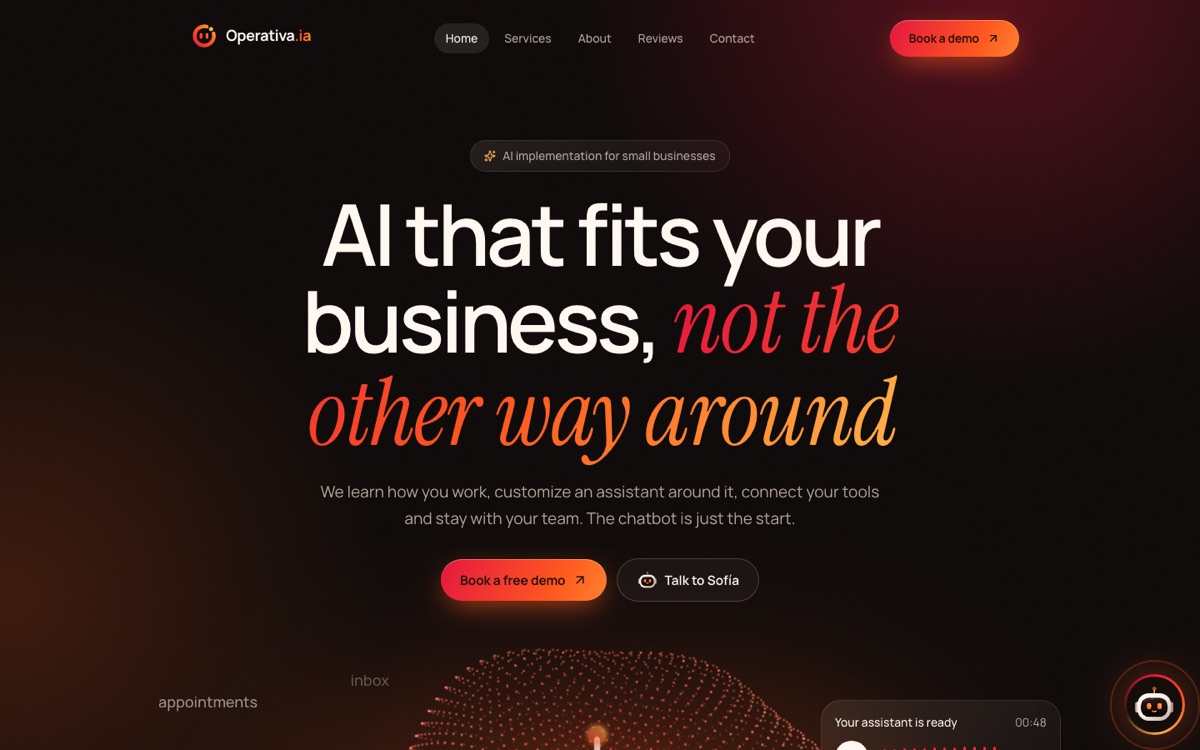 Operativa.ia
Home
Services
About
Reviews
Contact
Book a demo
AI implementation for small businesses
AI that fits your
business, not the
other way around
We learn how you work, customize an assistant around it, connect your tools
and stay with your team. The chatbot is just the start.
Book a free demo
Talk to Sofía
inbox
appointments
Your assistant is ready
00:48